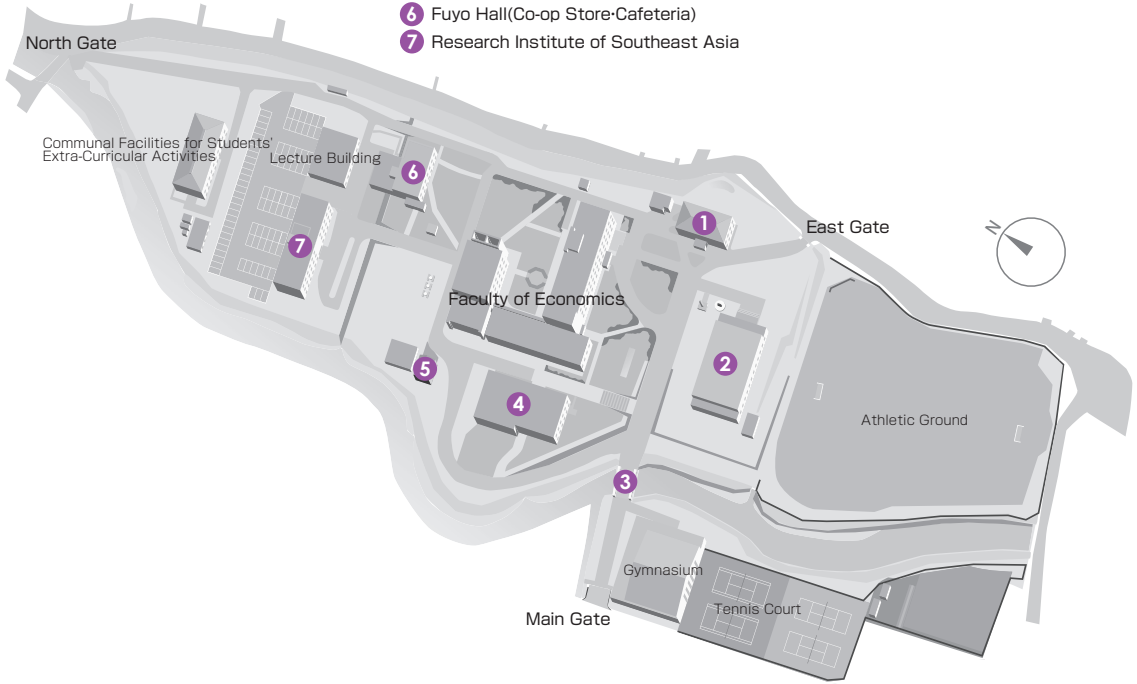 6 Fuyo Hall(Co-op Store·Cafeteria)
7 Research Institute of Southeast Asia
North Gate
Communal Facilities for Students'
Extra-Curricular Activities
Lecture Building
6
1
East Gate
N
7
Faculty of Economics
2
5
4
Athletic Ground
3
Gymnasium
Tennis Court
Main Gate